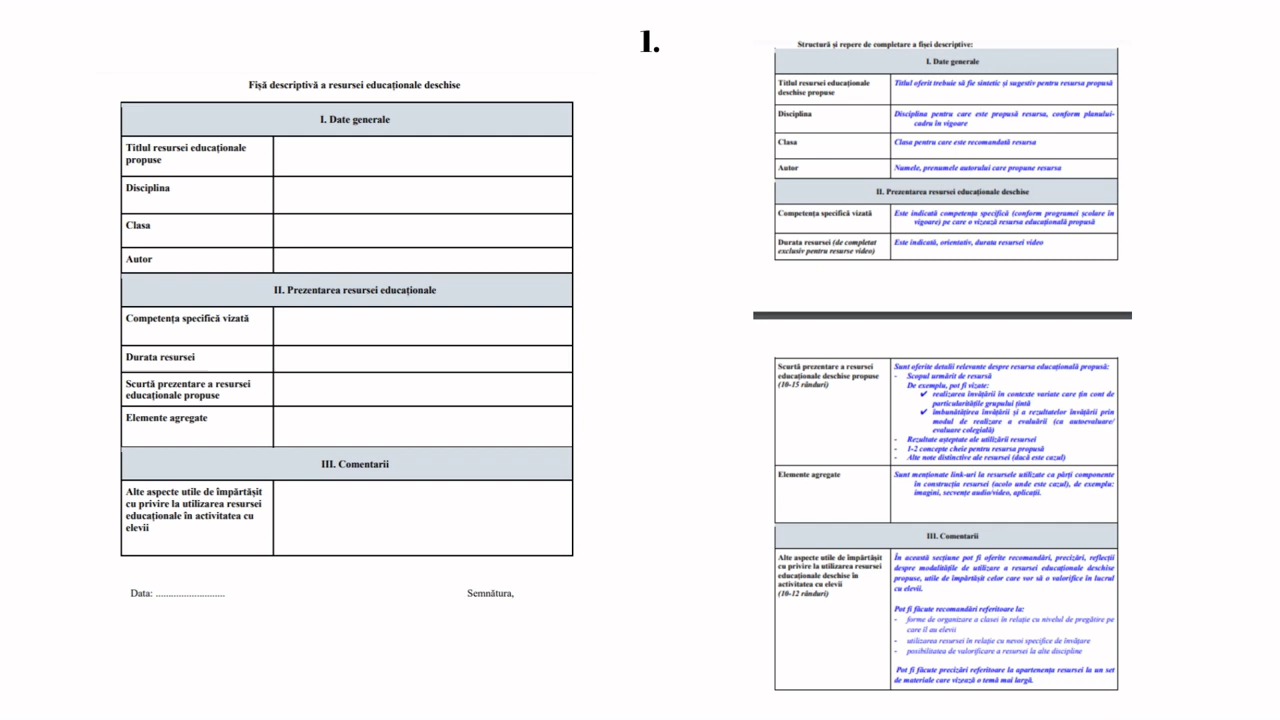 1.
Fișă descriptivă a resursei educaționale deschise
I. Date generale
Titlul resursei educaționale
propuse
Disciplina
Clasa
Autor
II. Prezentarea resursei educaționale
Competența specifică vizată
Durata resursei
Scurtă prezentare a resursei
educaționale propuse
Elemente agregate
III. Comentarii
Alte aspecte utile de împărtășit
cu privire la utilizarea resursei
educaționale în activitatea cu
elevii
Data: ..........................
Semnătura,
Structură și repere de completare a fișei descriptive:
I. Date generale
Titlul resursei educaționale
deschise propuse
Titlul oferit trebuie să fie sintetic și sugestiv pentru resursa propusă
Disciplina
Disciplina pentru care este propusă resursa, conform planului-
cadru în vigoare
Clasa
Clasa pentru care este recomandată resursa
Autor
Numele, prenumele autorului care propune resursa
II. Prezentarea resursei educaționale deschise
Competența specifică vizată
Este indicată competența specifică (conform programei școlare în
vigoare) pe care o vizează resursa educațională propusă
Durata resursei (de completat
exclusiv pentru resurse video)
Este indicată, orientativ, durata resursei video
Scurtă prezentare a resursei
educaționale deschise propuse
(10-15 rânduri)
Sunt oferite detalii relevante despre resursa educațională propusă:
- Scopul urmărit de resursă
De exemplu, pot fi vizate:
✓ realizarea învățării în contexte variate care țin cont de
particularitățile grupului țintă
✓ îmbunătățirea învățării și a rezultatelor învățării prin
modul de realizare a evaluării (ca autoevaluare/
evaluare colegială)
- Rezultate așteptate ale utilizării resursei
- 1-2 concepte cheie pentru resursa propusă
- Alte note distinctive ale resursei (dacă este cazul)
Elemente agregate
Sunt menționate link-uri la resursele utilizate ca părți componente
în construcția resursei (acolo unde este cazul), de exemplu:
imagini, secvențe audio/video, aplicații.
III. Comentarii
Alte aspecte utile de împărtășit
cu privire la utilizarea resursei
educaționale deschise în
activitatea cu elevii
(10-12 rânduri)
În această secțiune pot fi oferite recomandări, precizări, reflecții
despre modalitățile de utilizare a resursei educaționale deschise
propuse, utile de împărtășit celor care vor să o valorifice în lucrul
cu elevii.
Pot fi făcute recomandări referitoare la:
- forme de organizare a clasei în relație cu nivelul de pregătire pe
care îl au elevii
- utilizarea resursei în relație cu nevoi specifice de învățare
- posibilitatea de valorificare a resursei la alte discipline
Pot fi făcute precizări referitoare la apartenența resursei la un set
de materiale care vizează o temă mai largă.